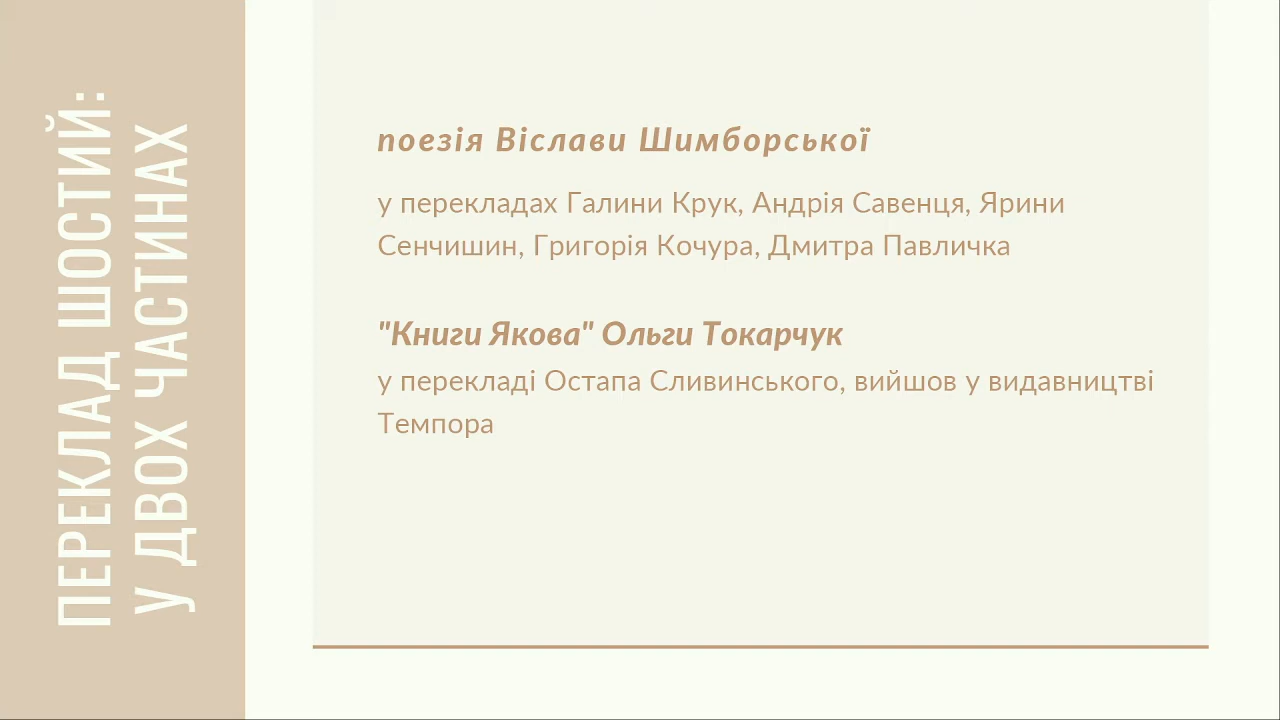 ПЕРЕКЛАД ШОСТИЙ:
У ДВОХ ЧАСТИНАХ
поезія Віслави Шимборської
у перекладах Галини Крук, Андрія Савенця, Ярини
Сенчишин, Григорія Кочура, Дмитра Павличка
"Книги Якова" Ольги Токарчук
у перекладі Остапа Сливинського, вийшов у видавництві
Темпора